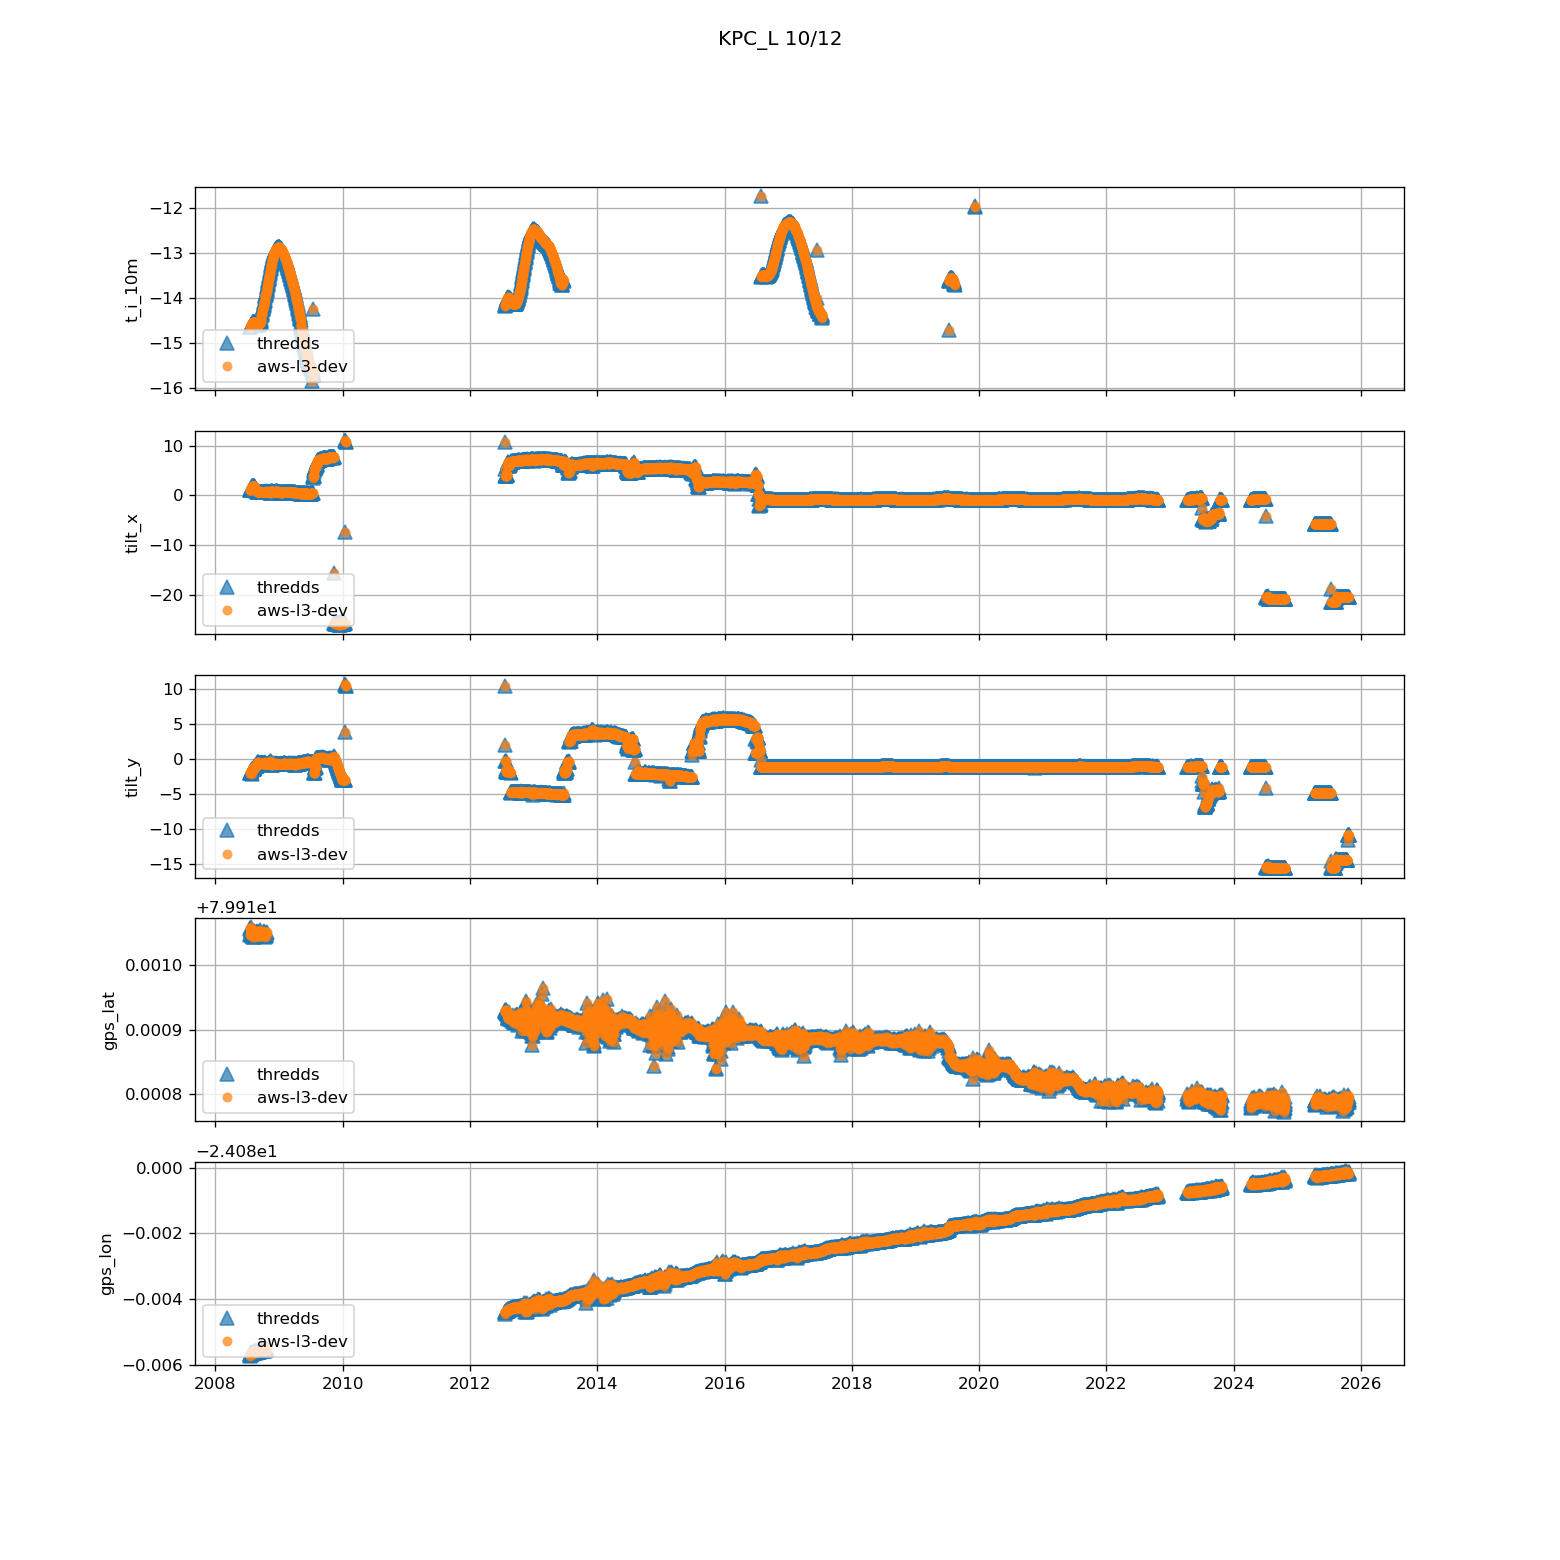 KPC_L 10/12
t_i_10m
−12
−13
−14
−15
−16
thredds
aws-l3-dev
tilt_x
10
0
−10
−20
thredds
aws-l3-dev
tilt_y
10
5
0
−5
−10
−15
thredds
aws-l3-dev
+7.991e1
gps_lat
0.0010
0.0009
0.0008
thredds
aws-l3-dev
−2.408e1
gps_lon
0.000
−0.002
−0.004
−0.006
thredds
aws-l3-dev
2008 2010 2012 2014 2016 2018 2020 2022 2024 2026